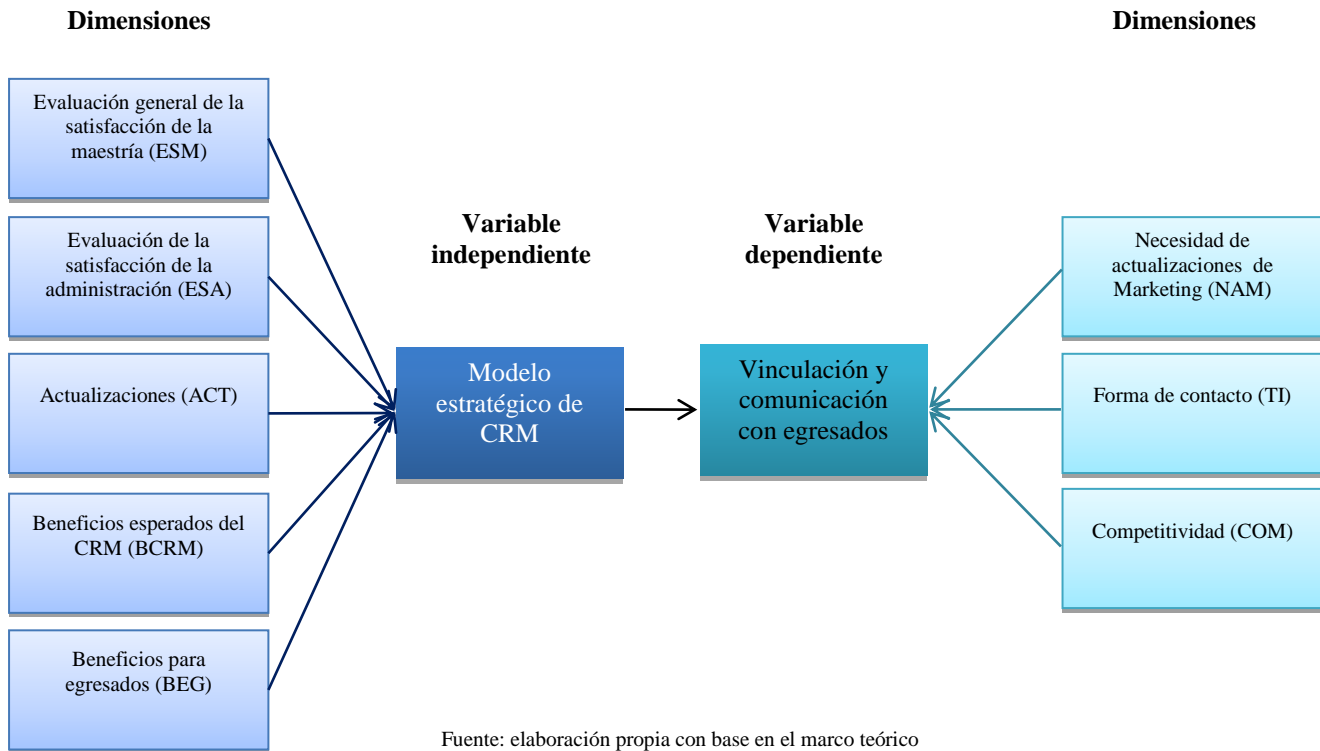 Dimensiones
Dimensiones
Evaluación general de la
satisfacción de la
maestría (ESM)
Evaluación de la
satisfacción de la
administración (ESA)
Actualizaciones (ACT)
Beneficios esperados del
CRM (BCRM)
Beneficios para
egresados (BEG)
Variable
independiente
Modelo
estratégico de
CRM
Variable
dependiente
Vinculación y
comunicación
con egresados
Necesidad de
actualizaciones de
Marketing (NAM)
Forma de contacto (TI)
Competitividad (COM)
Fuente: elaboración propia con base en el marco teórico